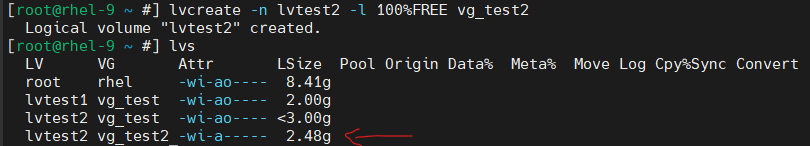 [root@rhel-9 ~ #] lvcreate -n lvtest2 -l 100%FREE vg_test2
  Logical volume "lvtest2" created.
[root@rhel-9 ~ #] lvs
  LV      VG       Attr       LSize  Pool Origin Data%  Meta%  Move Log Cpy%Sync Convert
  root    rhel     -wi-ao----  8.41g
  lvtest1 vg_test  -wi-ao----  2.00g
  lvtest2 vg_test  -wi-ao---- <3.00g
  lvtest2 vg_test2 -wi-a-----  2.48g